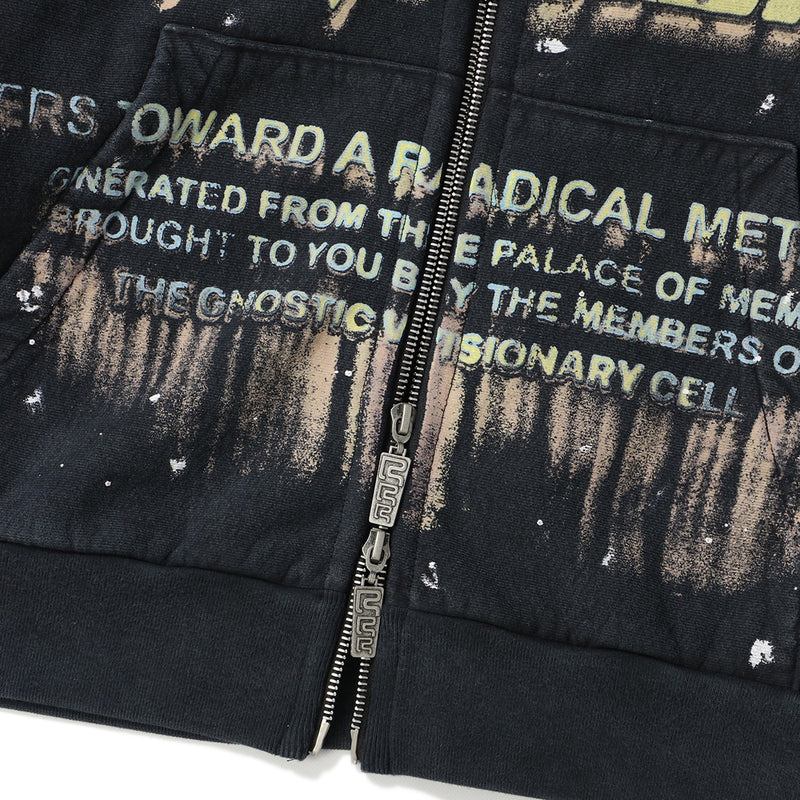 ERS TOWARD A RADICAL MET
GENERATED FROM THE PALACE OF MEM
BROUGHT TO YOU BY THE MEMBERS O
THE GNOSTIC VISIONARY CELL